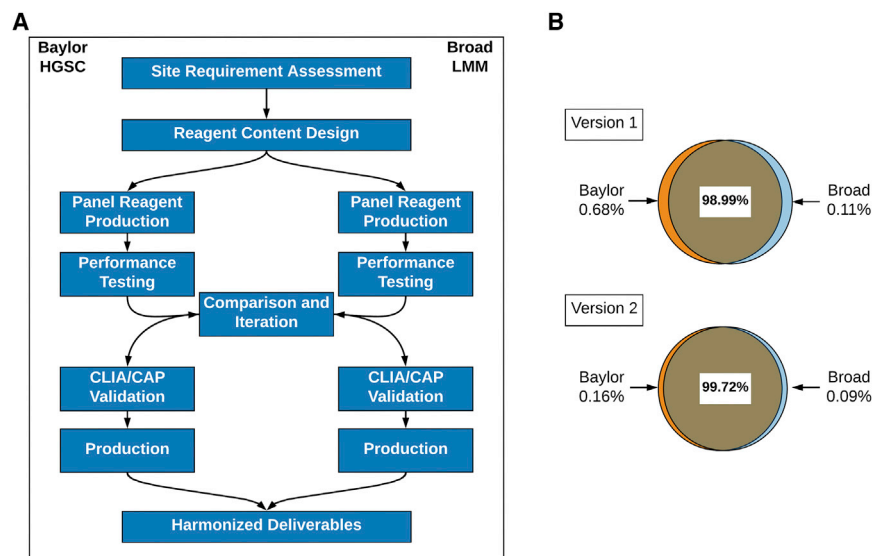 A
Baylor
HGSC
Broad
LMM
Site Requirement Assessment
Reagent Content Design
Panel Reagent
Production
Panel Reagent
Production
Performance
Testing
Performance
Testing
Comparison and
Iteration
CLIA/CAP
Validation
CLIA/CAP
Validation
Production
Production
Harmonized Deliverables
B
Version 1
Baylor
0.68%
98.99%
Broad
0.11%
Version 2
Baylor
0.16%
99.72%
Broad
0.09%